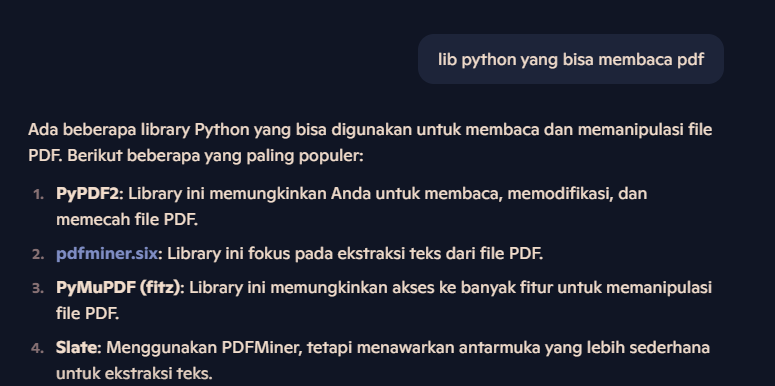 lib python yang bisa membaca pdf
Ada beberapa library Python yang bisa digunakan untuk membaca dan memanipulasi file
PDF. Berikut beberapa yang paling populer:
1. PyPDF2: Library ini memungkinkan Anda untuk membaca, memodifikasi, dan
memecah file PDF.
2. pdfminer.six: Library ini fokus pada ekstraksi teks dari file PDF.
3. PyMuPDF (fitz): Library ini memungkinkan akses ke banyak fitur untuk memanipulasi
file PDF.
4. Slate: Menggunakan PDFMiner, tetapi menawarkan antarmuka yang lebih sederhana
untuk ekstraksi teks.